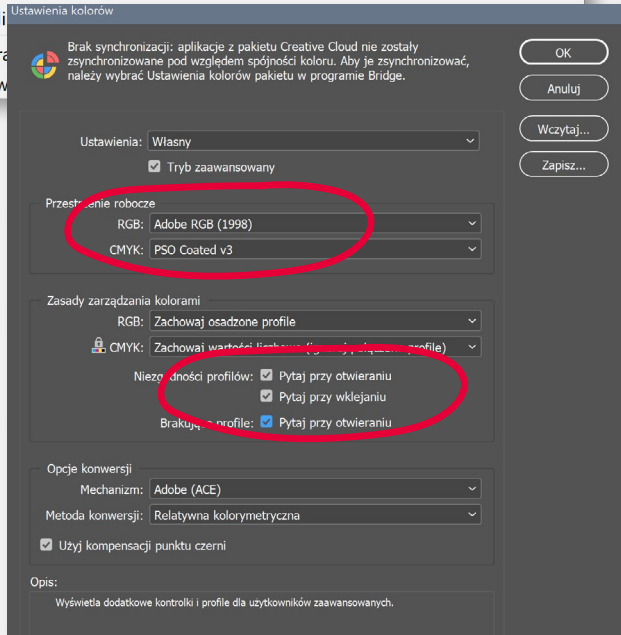 Ustawienia kolorów
Brak synchronizacji: aplikacje z pakietu Creative Cloud nie zostały
zsynchronizowane pod względem spójności koloru. Aby je zsynchronizować,
należy wybrać Ustawienia kolorów pakietu w programie Bridge.
OK
Anuluj
Wczytaj...
Zapisz...
Ustawienia: Własny
Tryb zaawansowany
Przestrzenie robocze
RGB: Adobe RGB (1998)
CMYK: PSO Coated v3
Zasady zarządzania kolorami
RGB: Zachowaj osadzone profile
CMYK: Zachowaj wartości liczbowe (ignoruj połączone profile)
Niezgodności profilów: Pytaj przy otwieraniu
Pytaj przy wklejaniu
Brakujące profile: Pytaj przy otwieraniu
Opcje konwersji
Mechanizm: Adobe (ACE)
Metoda konwersji: Relatywna kolorymetryczna
Użyj kompensacji punktu czerni
Opis:
Wyświetla dodatkowe kontrolki i profile dla użytkowników zaawansowanych.